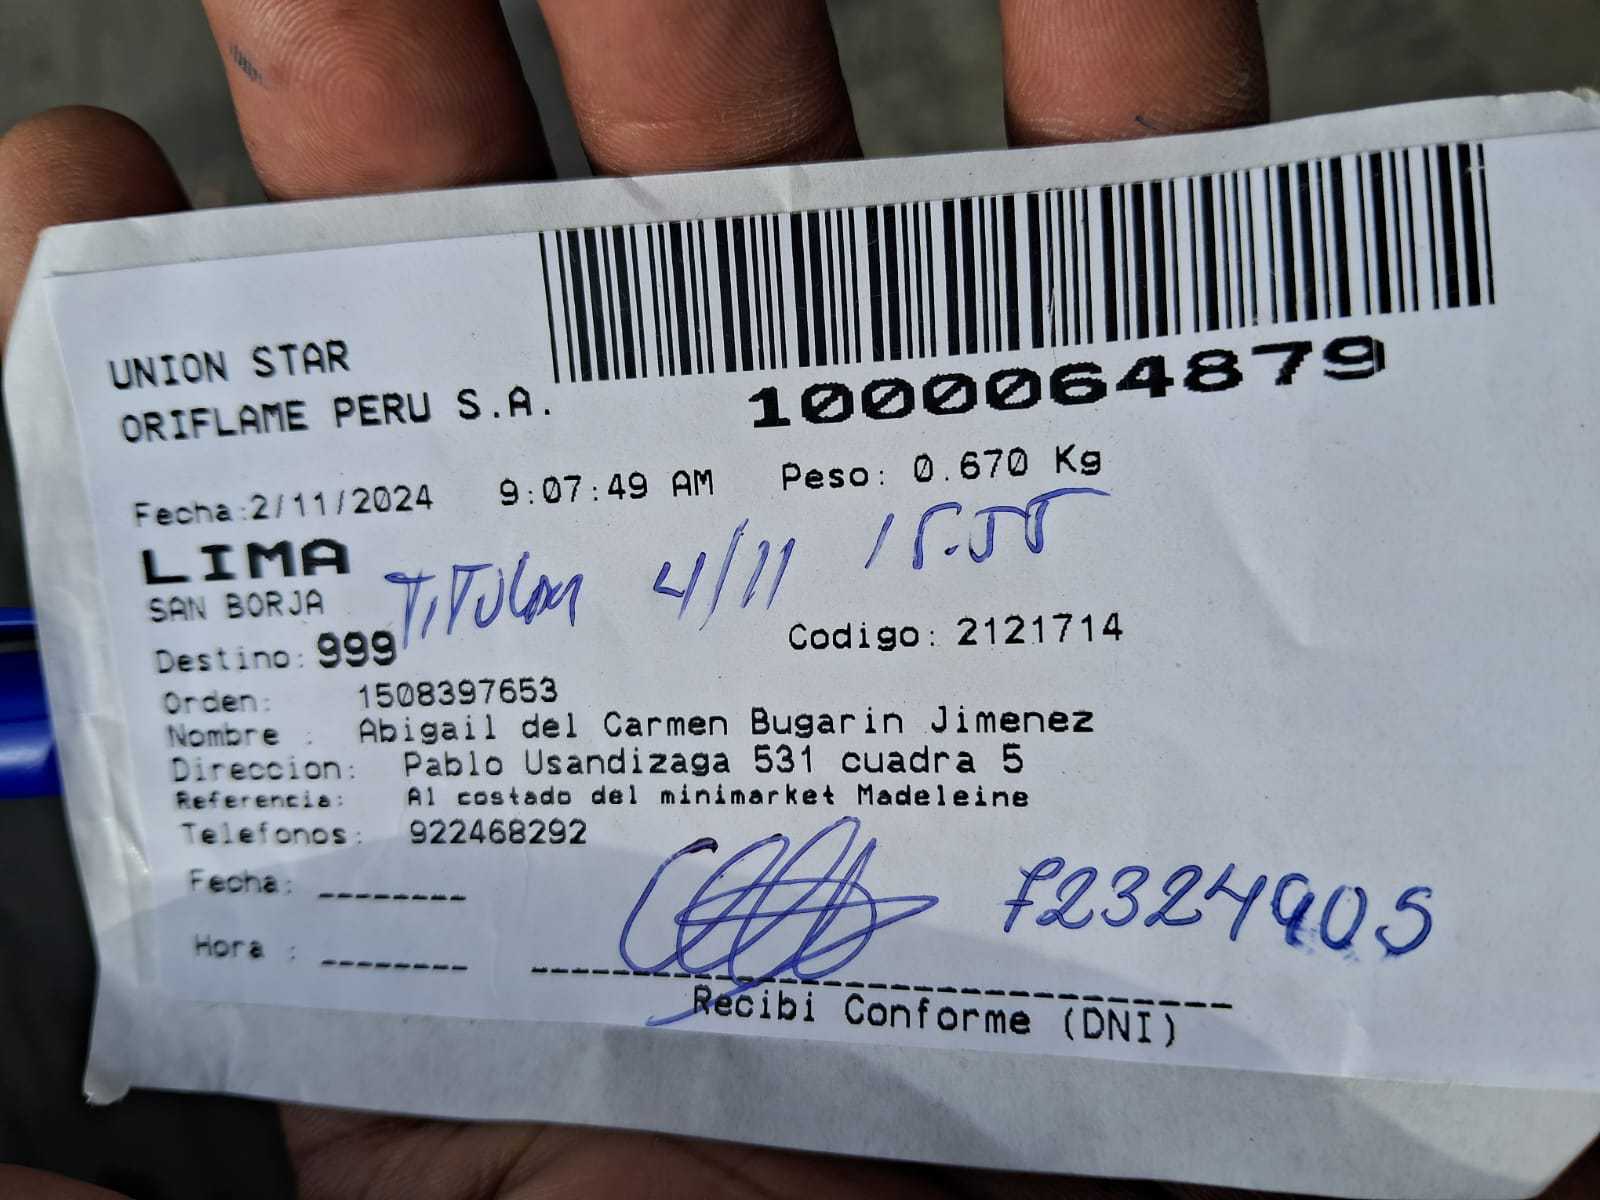 UNION STAR
ORIFLAME PERU S.A.
1000064879
Fecha:2/11/2024 9:07:49 AM Peso: 0.670 Kg
LIMA
SAN BORJA
TiTULar 4/11 15.55
Destino: 999
Codigo: 2121714
Orden: 1508397653
Nombre : Abigail del Carmen Bugarin Jimenez
Direccion: Pablo Usandizaga 531 cuadra 5
Referencia: Al costado del minimarket Madeleine
Telefonos: 922468292
Fecha: --------
72324905
Hora : --------
Recibi Conforme (DNI)